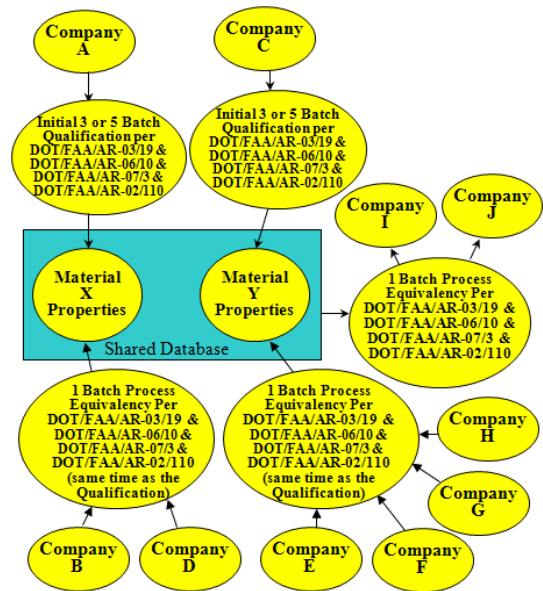 Company
A
Company
C
Initial 3 or 5 Batch
Qualification per
DOT/FAA/AR-03/19 &
DOT/FAA/AR-06/10 &
DOT/FAA/AR-07/3 &
DOT/FAA/AR-02/110
Initial 3 or 5 Batch
Qualification per
DOT/FAA/AR-03/19 &
DOT/FAA/AR-06/10 &
DOT/FAA/AR-07/3 &
DOT/FAA/AR-02/110
Company
I
Company
J
Material
X
Properties
Material
Y
Properties
Shared Database
1 Batch Process
Equivalency Per
DOT/FAA/AR-03/19 &
DOT/FAA/AR-06/10 &
DOT/FAA/AR-07/3 &
DOT/FAA/AR-02/110
1 Batch Process
Equivalency Per
DOT/FAA/AR-03/19 &
DOT/FAA/AR-06/10 &
DOT/FAA/AR-07/3 &
DOT/FAA/AR-02/110
(same time as the
Qualification)
1 Batch Process
Equivalency Per
DOT/FAA/AR-03/19 &
DOT/FAA/AR-06/10 &
DOT/FAA/AR-07/3 &
DOT/FAA/AR-02/110
(same time as the
Qualification)
Company
H
Company
G
Company
B
Company
D
Company
E
Company
F